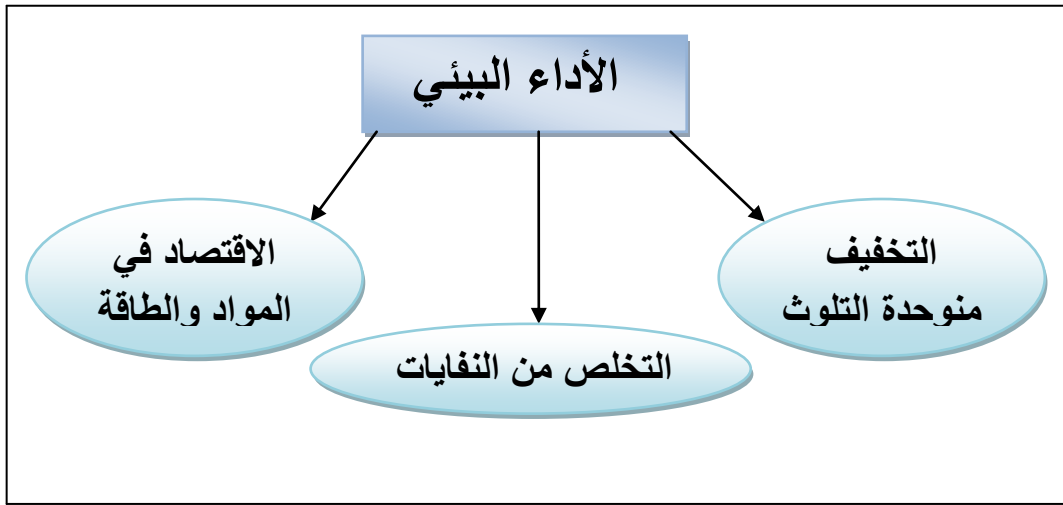 الأداء البيئي
التخفيف
منوحدة التلوث
التخلص من النفايات
الاقتصاد في
المواد والطاقة